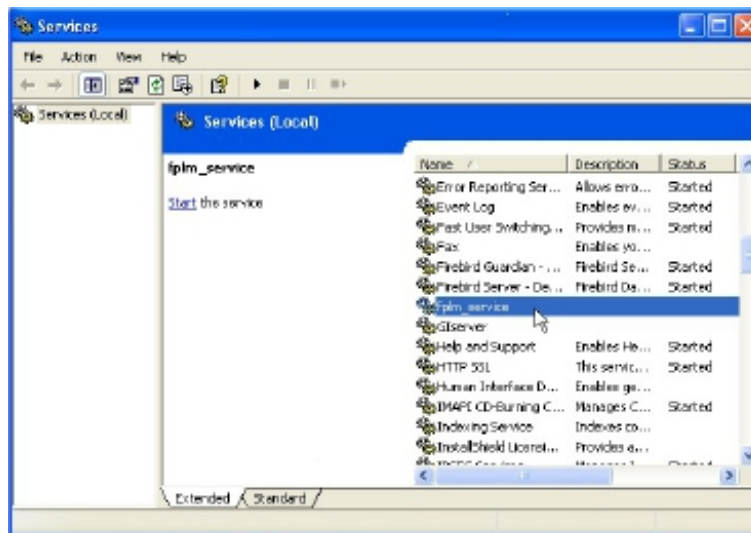 Services
File Action View Help
Services (Local)
Services (Local)
fplm_service
Start the service
Name Description Status
Error Reporting Ser... Allows erro... Started
Event Log Enables ev... Started
Fast User Switching... Provides m... Started
Fax Enables yo...
Firebird Guardian - ... Firebird Se... Started
Firebird Server - De... Firebird Da... Started
fplm_service
GIserver
Help and Support Enables He... Started
HTTP SSL This servic... Started
Human Interface D... Enables ge...
IMAPI CD-Burning C... Manages C... Started
Indexing Service Indexes co...
InstallShield Licensi... Provides a...
Extended Standard